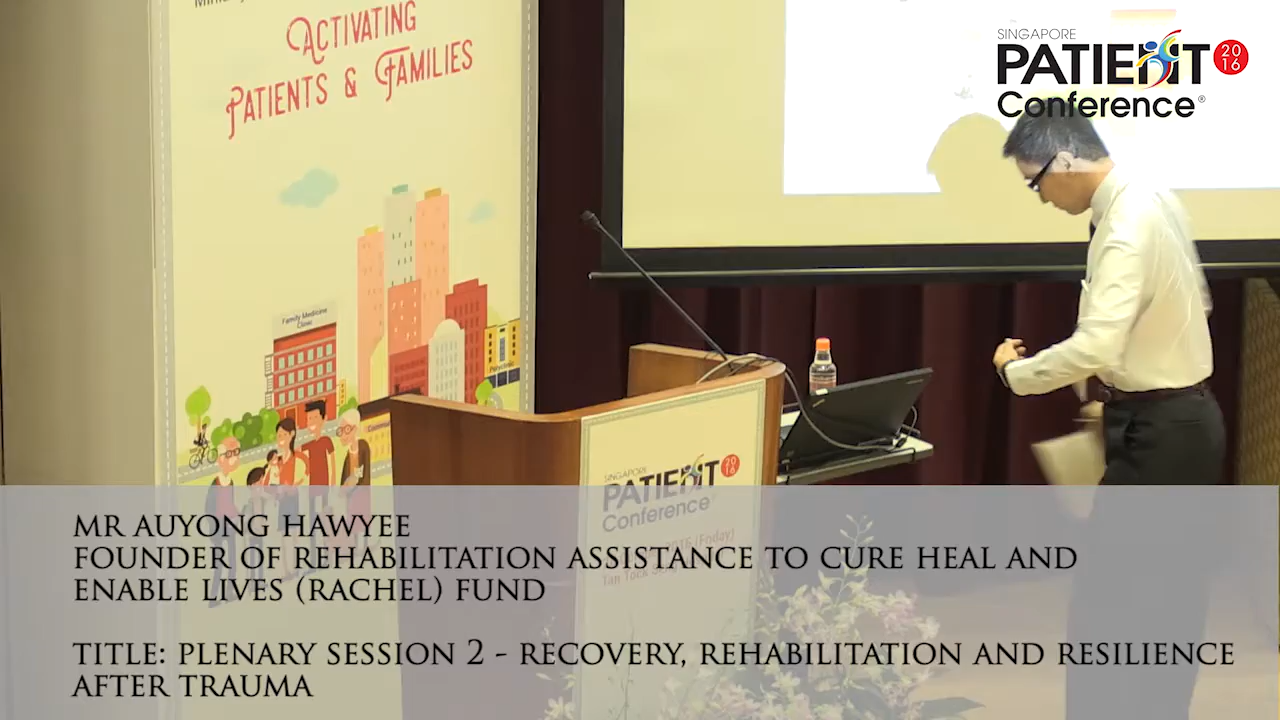 ACTIVATING
PATIENTS & FAMILIES
SINGAPORE
PATIENT 2016
Conference®
Family Medicine
Clinic
Polyclinic
SINGAPORE
PATIENT 2016
Conference
MR AUYONG HAWYEE
FOUNDER OF REHABILITATION ASSISTANCE TO CURE HEAL AND
ENABLE LIVES (RACHEL) FUND
TITLE: PLENARY SESSION 2 - RECOVERY, REHABILITATION AND RESILIENCE
AFTER TRAUMA